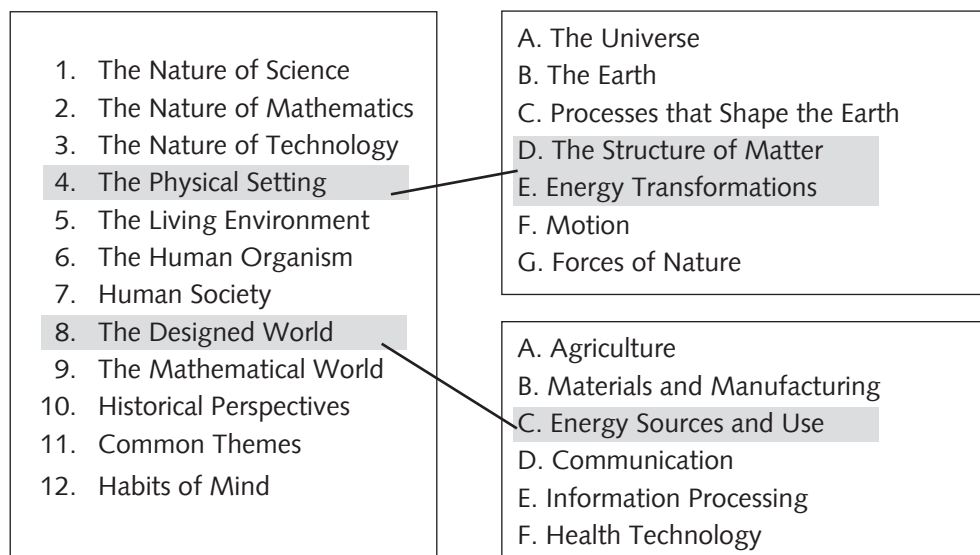 1. The Nature of Science
2. The Nature of Mathematics
3. The Nature of Technology
4. The Physical Setting
5. The Living Environment
6. The Human Organism
7. Human Society
8. The Designed World
9. The Mathematical World
10. Historical Perspectives
11. Common Themes
12. Habits of Mind
A. The Universe
B. The Earth
C. Processes that Shape the Earth
D. The Structure of Matter
E. Energy Transformations
F. Motion
G. Forces of Nature
A. Agriculture
B. Materials and Manufacturing
C. Energy Sources and Use
D. Communication
E. Information Processing
F. Health Technology